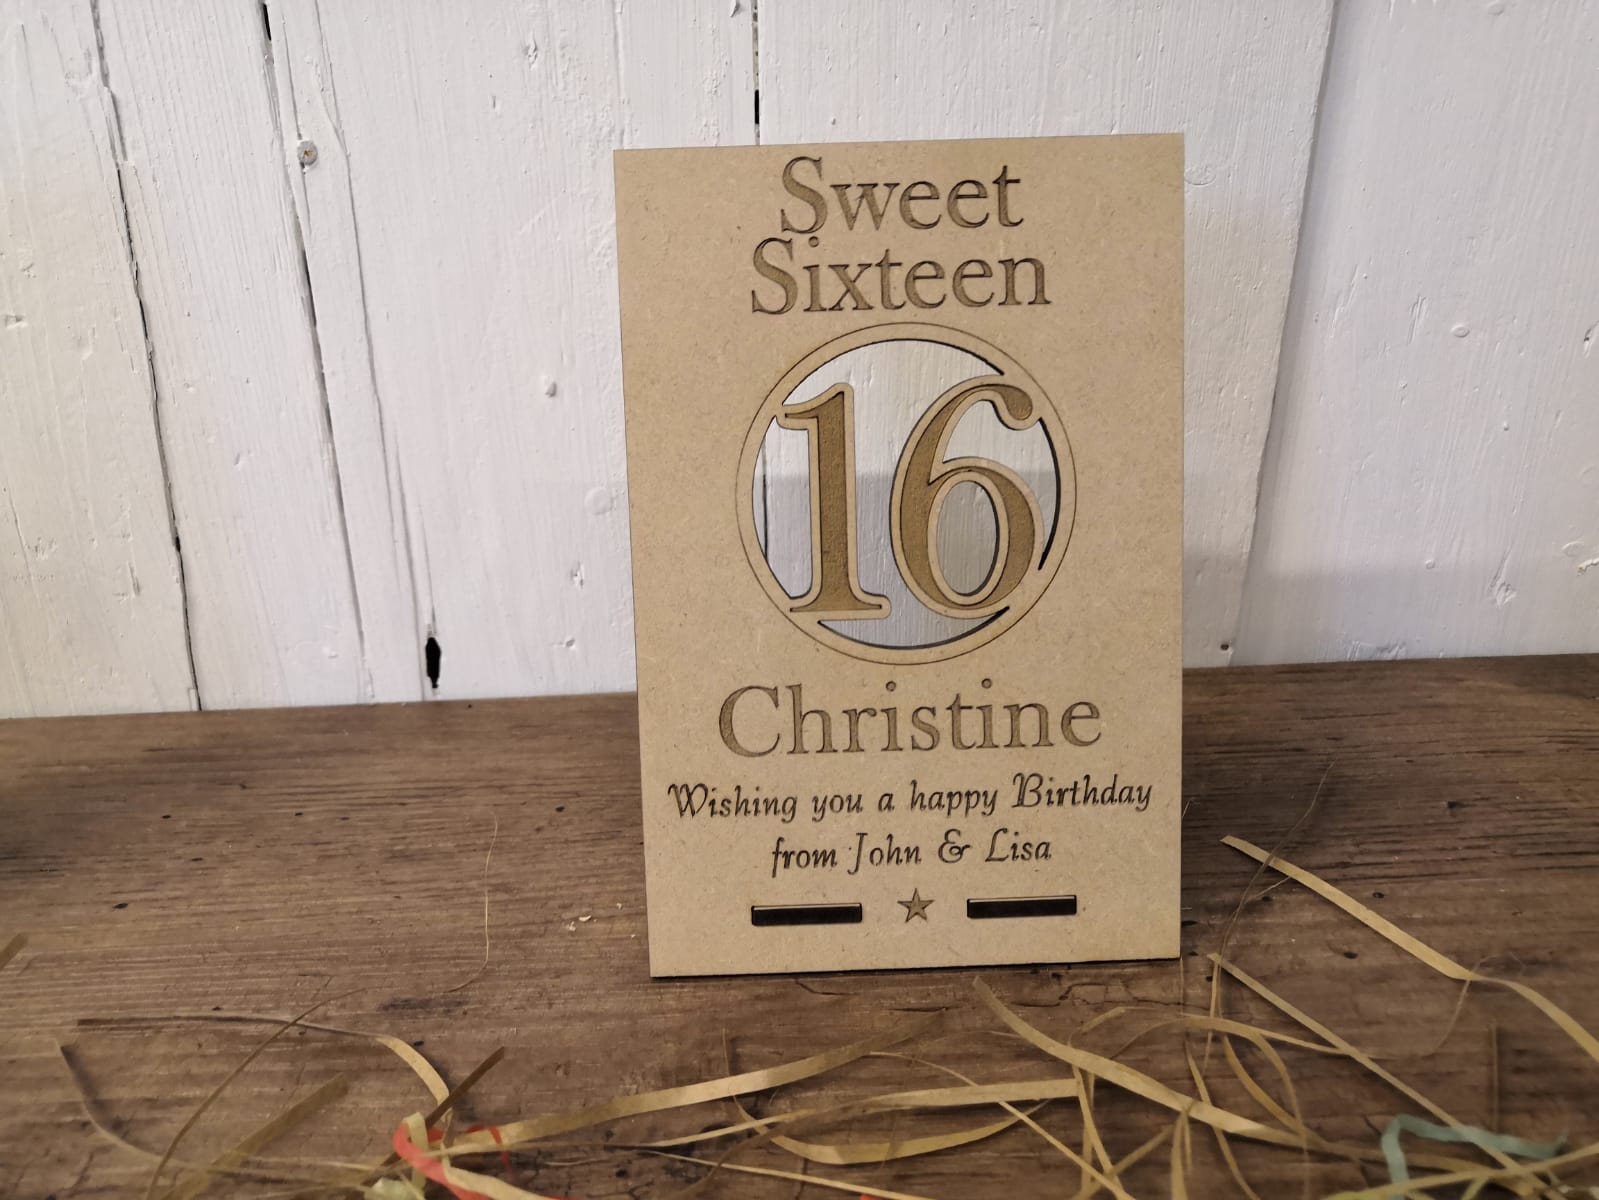 Sweet
Sixteen
16
Christine
Wishing you a happy Birthday
from John & Lisa